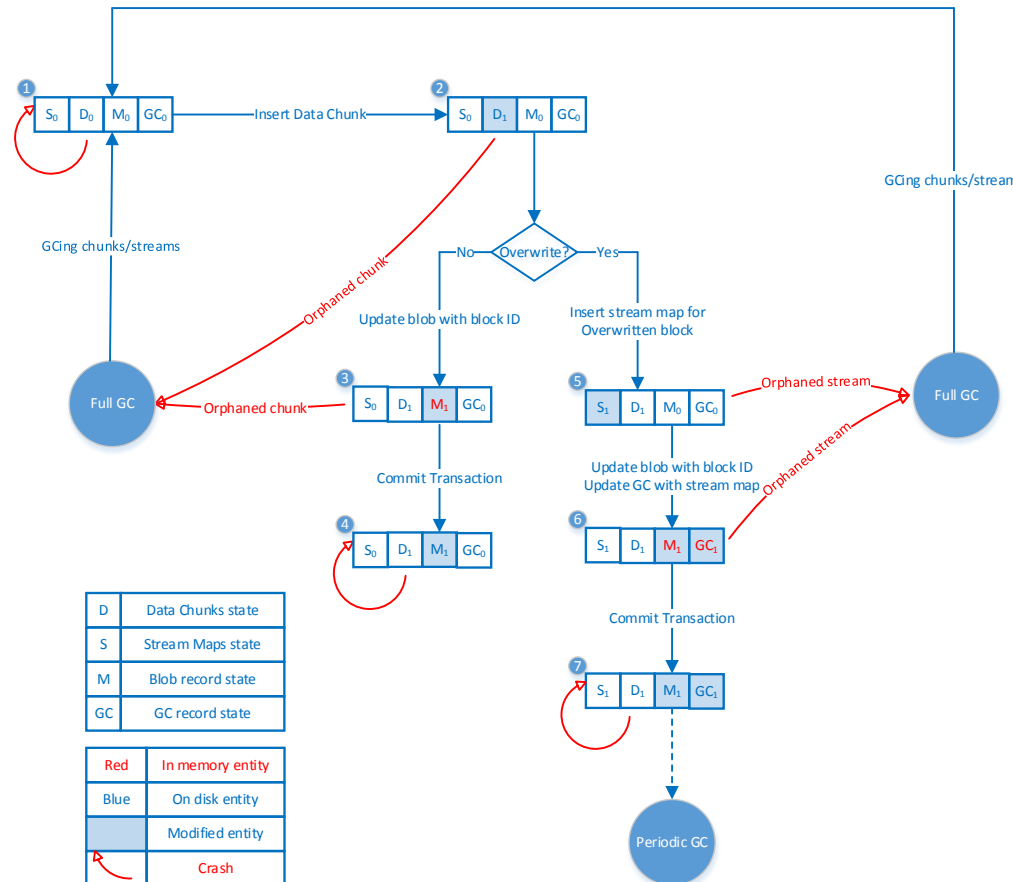 1
S₀ D₀ M₀ GC₀
Insert Data Chunk
2
S₀ D₁ M₀ GC₀
GCing chunks/stream
GCing chunks/streams
Orphaned chunk
No
Overwrite?
Yes
Update blob with block ID
Insert stream map for
Overwritten block
Full GC
Orphaned chunk
3
S₀ D₁ M₁ GC₀
5
S₁ D₁ M₀ GC₀
Orphaned stream
Full GC
Commit Transaction
Update blob with block ID
Update GC with stream map
Orphaned stream
4
S₀ D₁ M₁ GC₀
6
S₁ D₁ M₁ GC₁
Commit Transaction
7
S₁ D₁ M₁ GC₁
Periodic GC
D Data Chunks state
S Stream Maps state
M Blob record state
GC GC record state
Red In memory entity
Blue On disk entity
Modified entity
Crash